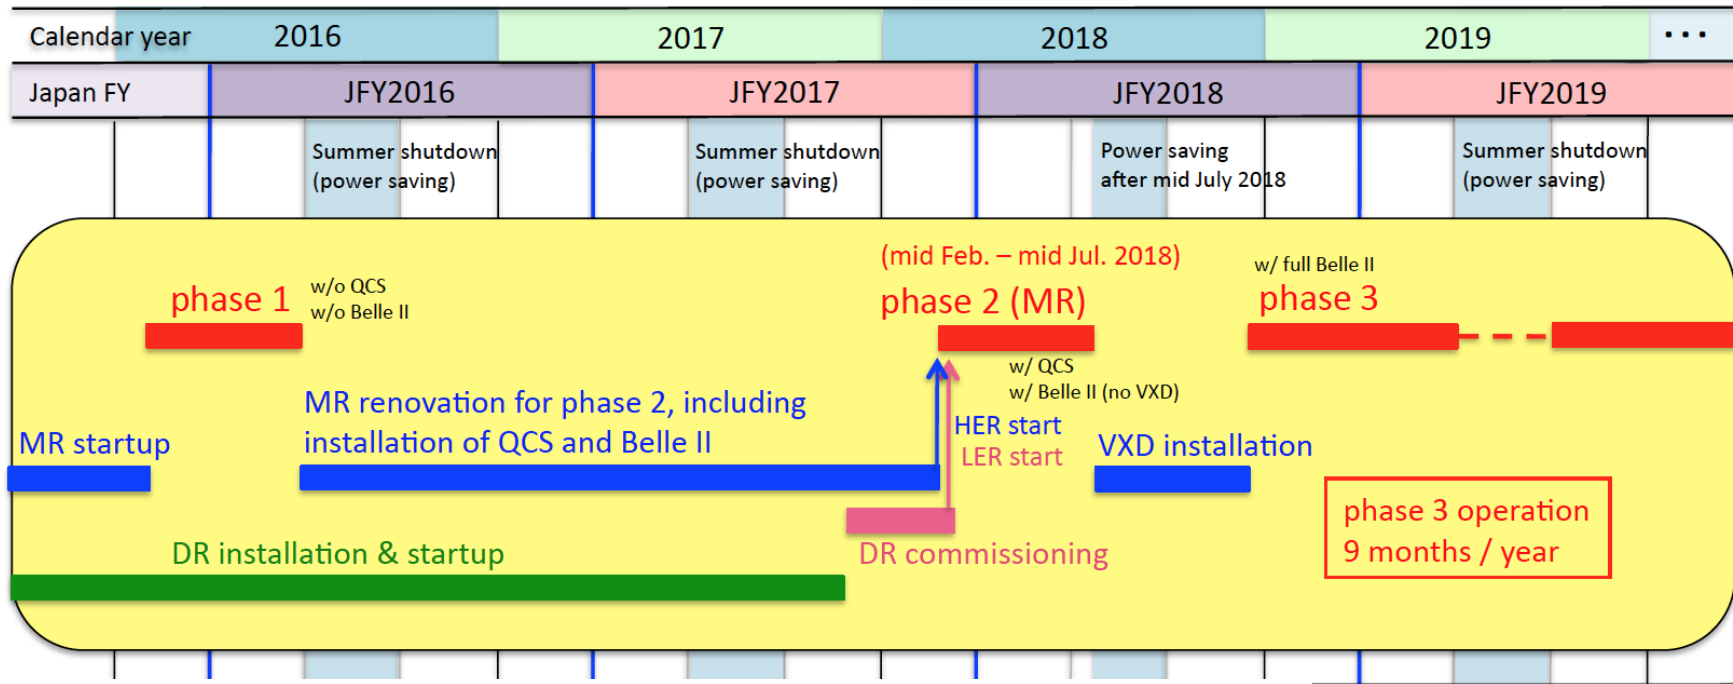 Calendar year 2016 2017 2018 2019 ...
Japan FY JFY2016 JFY2017 JFY2018 JFY2019
Summer shutdown
(power saving)
Summer shutdown
(power saving)
Power saving
after mid July 2018
Summer shutdown
(power saving)
phase 1
w/o QCS
w/o Belle II
(mid Feb. – mid Jul. 2018)
phase 2 (MR)
w/ QCS
w/ Belle II (no VXD)
w/ full Belle II
phase 3
MR startup
MR renovation for phase 2, including
installation of QCS and Belle II
HER start
LER start
VXD installation
DR installation & startup
DR commissioning
phase 3 operation
9 months / year